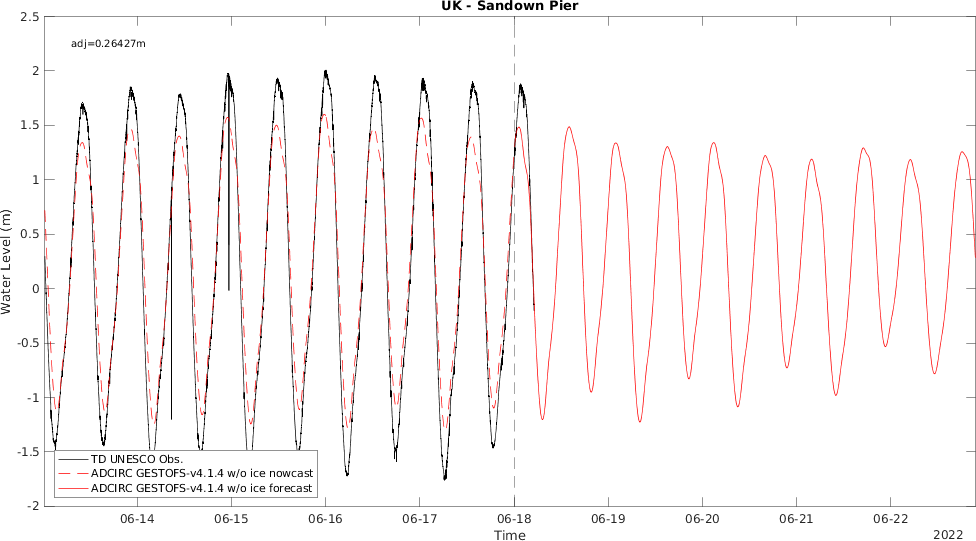 UK - Sandown Pier
adj=0.26427m
2.5
2
1.5
1
0.5
0
-0.5
-1
-1.5
-2
Water Level (m)
TD UNESCO Obs.
ADCIRC GESTOFS-v4.1.4 w/o ice nowcast
ADCIRC GESTOFS-v4.1.4 w/o ice forecast
06-14 06-15 06-16 06-17 06-18 06-19 06-20 06-21 06-22
Time
2022